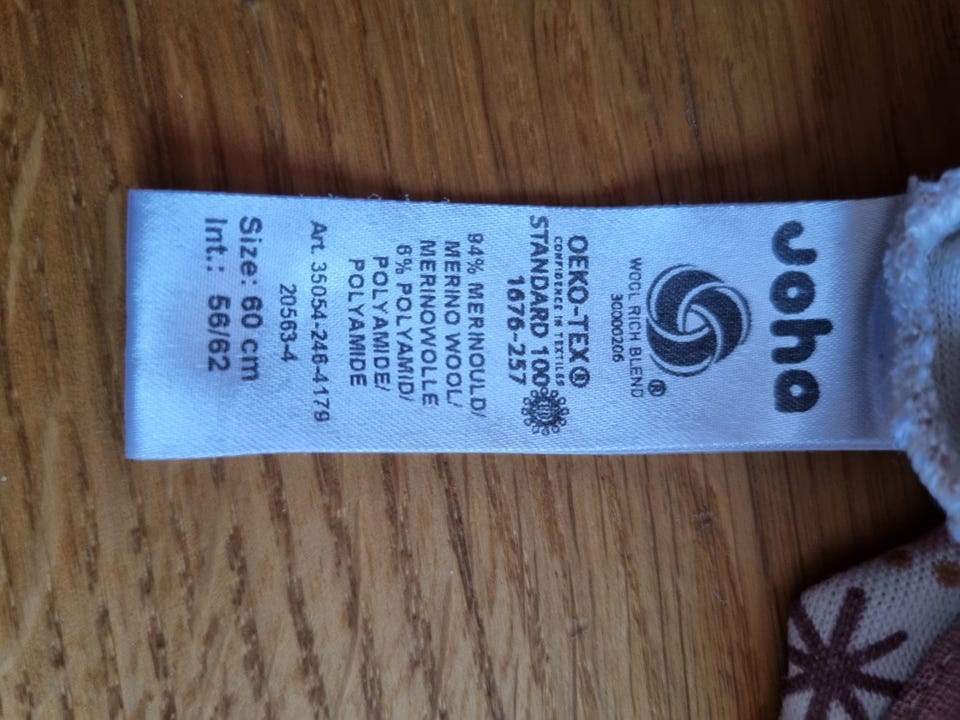 Joha
®
WOOL RICH BLEND
30000206
OEKO-TEX®
CONFIDENCE IN TEXTILES
STANDARD 100
1676-257
94% MERINOULD/
MERINO WOOL/
MERINOWOLLE
6% POLYAMID/
POLYAMIDE/
POLYAMIDE
Art. 35054-246-4179
20563-4
Size: 60 cm
Int.: 56/62